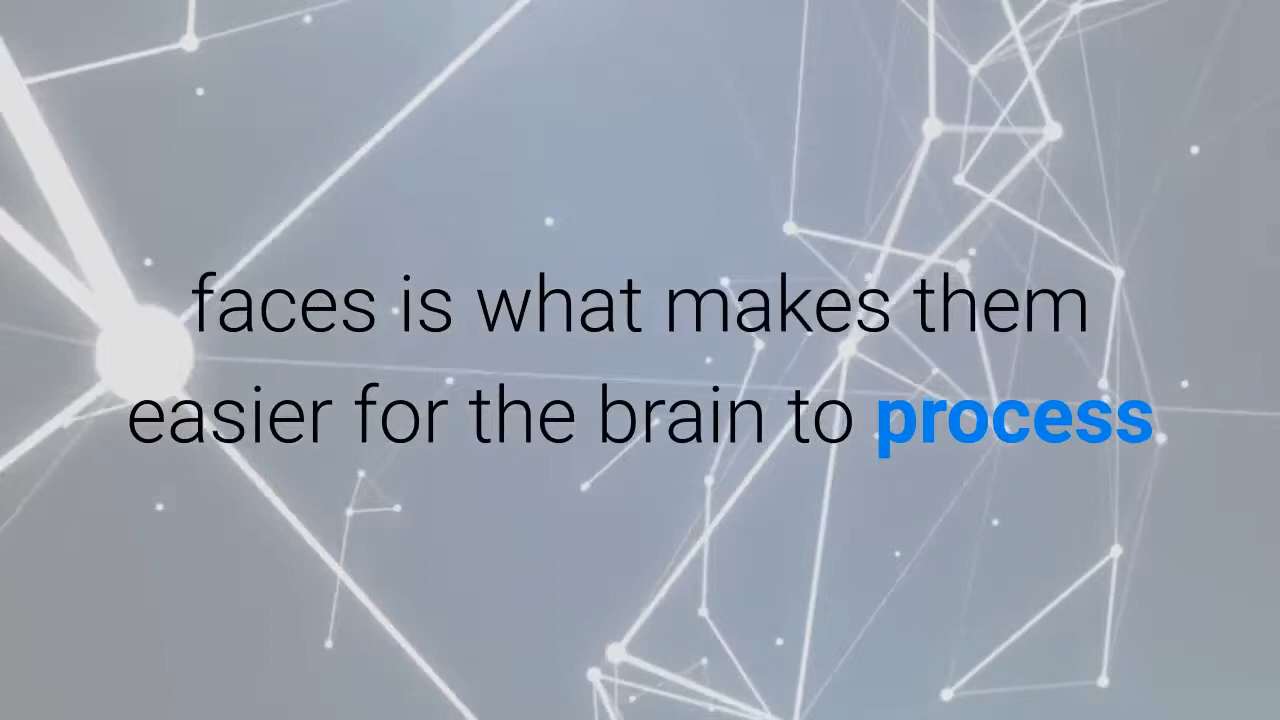 faces is what makes them
easier for the brain to process